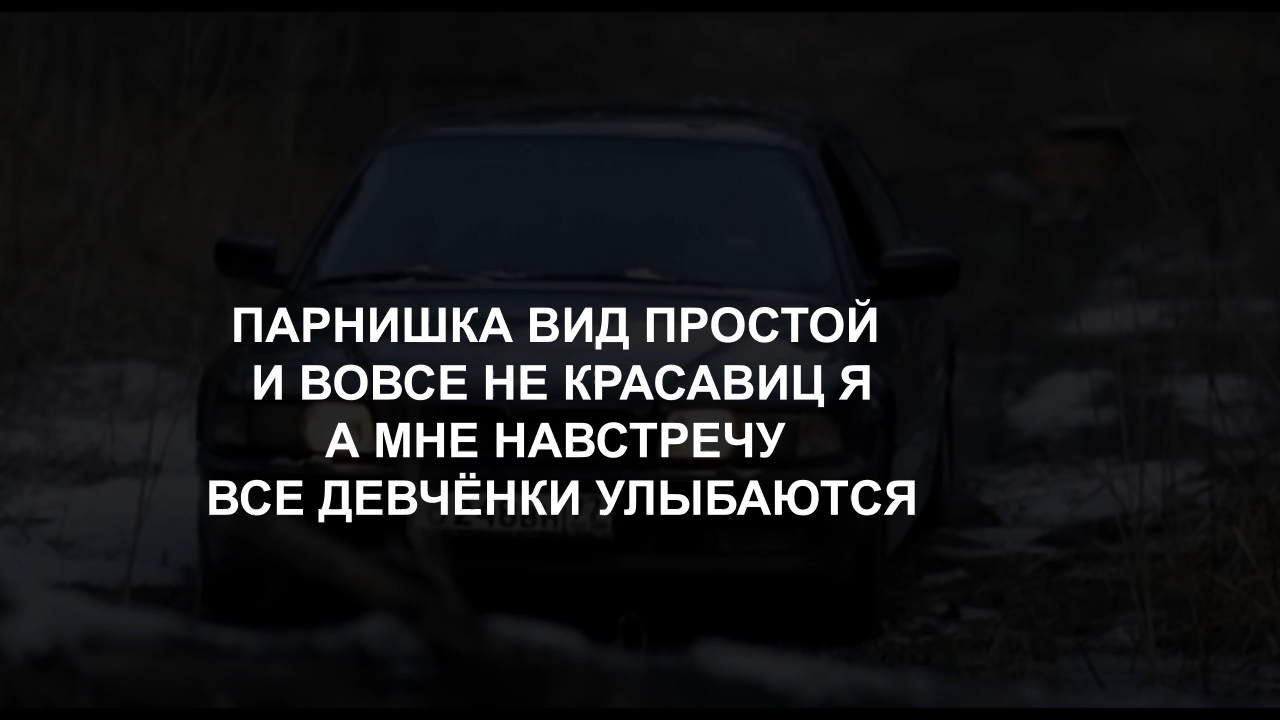 ПАРНИШКА ВИД ПРОСТОЙ
И ВОВСЕ НЕ КРАСАВИЦ Я
А МНЕ НАВСТРЕЧУ
ВСЕ ДЕВЧЁНКИ УЛЫБАЮТСЯ